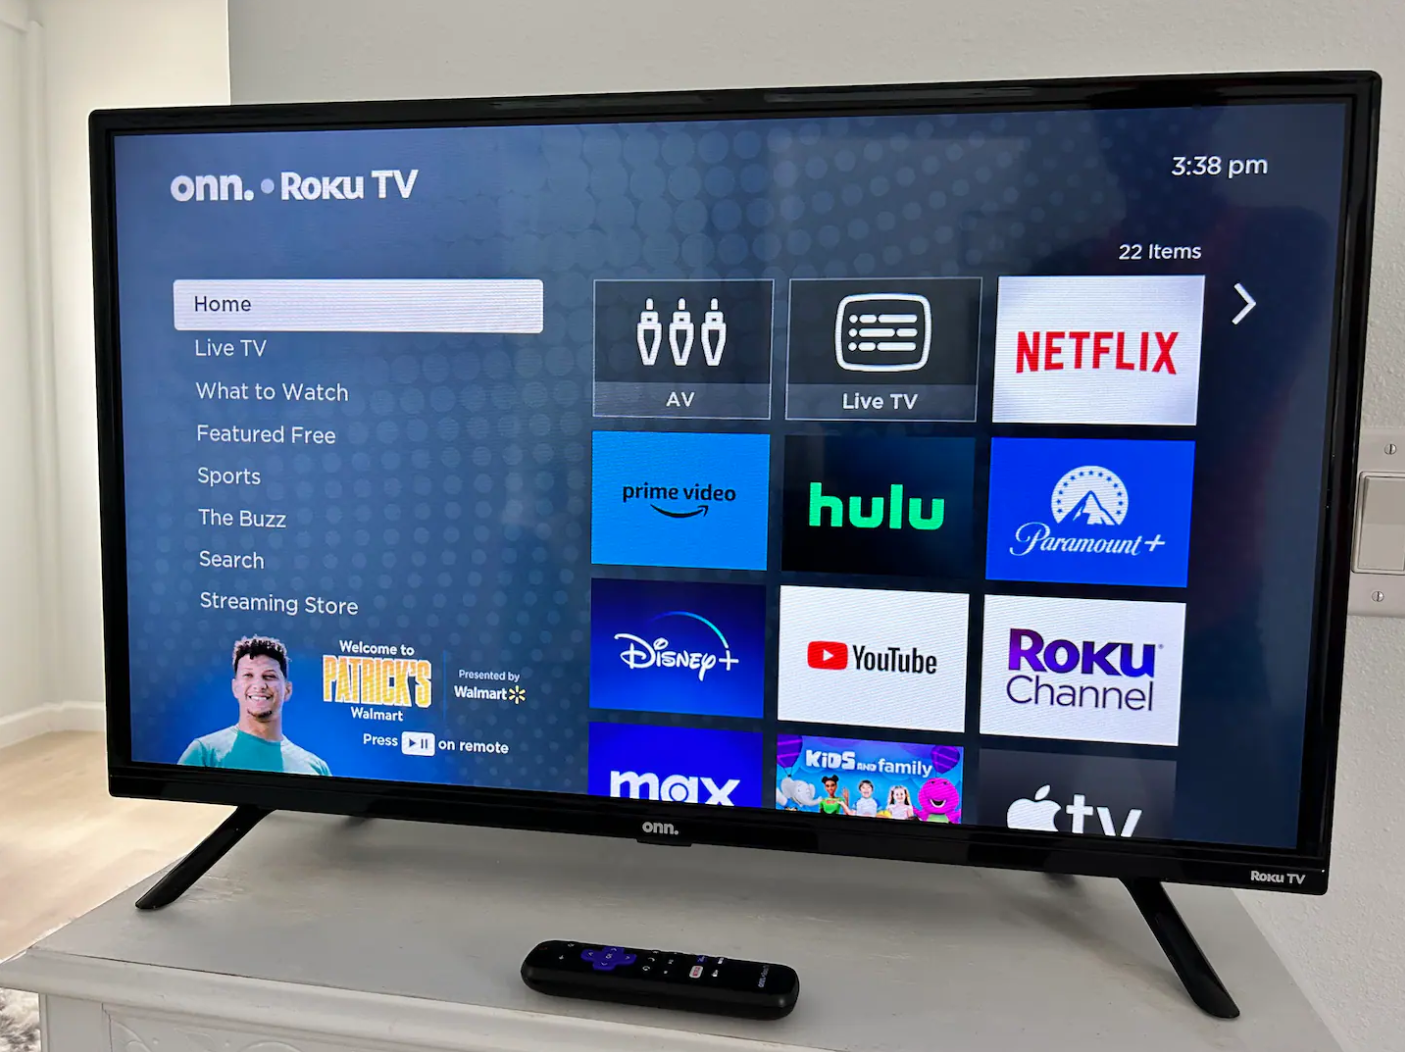 onn. • ROKU TV
3:38 pm
22 Items
Home
Live TV
What to Watch
Featured Free
Sports
The Buzz
Search
Streaming Store
Welcome to
PATRICK'S
Walmart
Presented by
Walmart
Press ▶II on remote
AV
Live TV
NETFLIX
prime video
hulu
Paramount+
Disney+
YouTube
ROKU
Channel
max
KiDS AND family
tv
onn.
ROKU TV